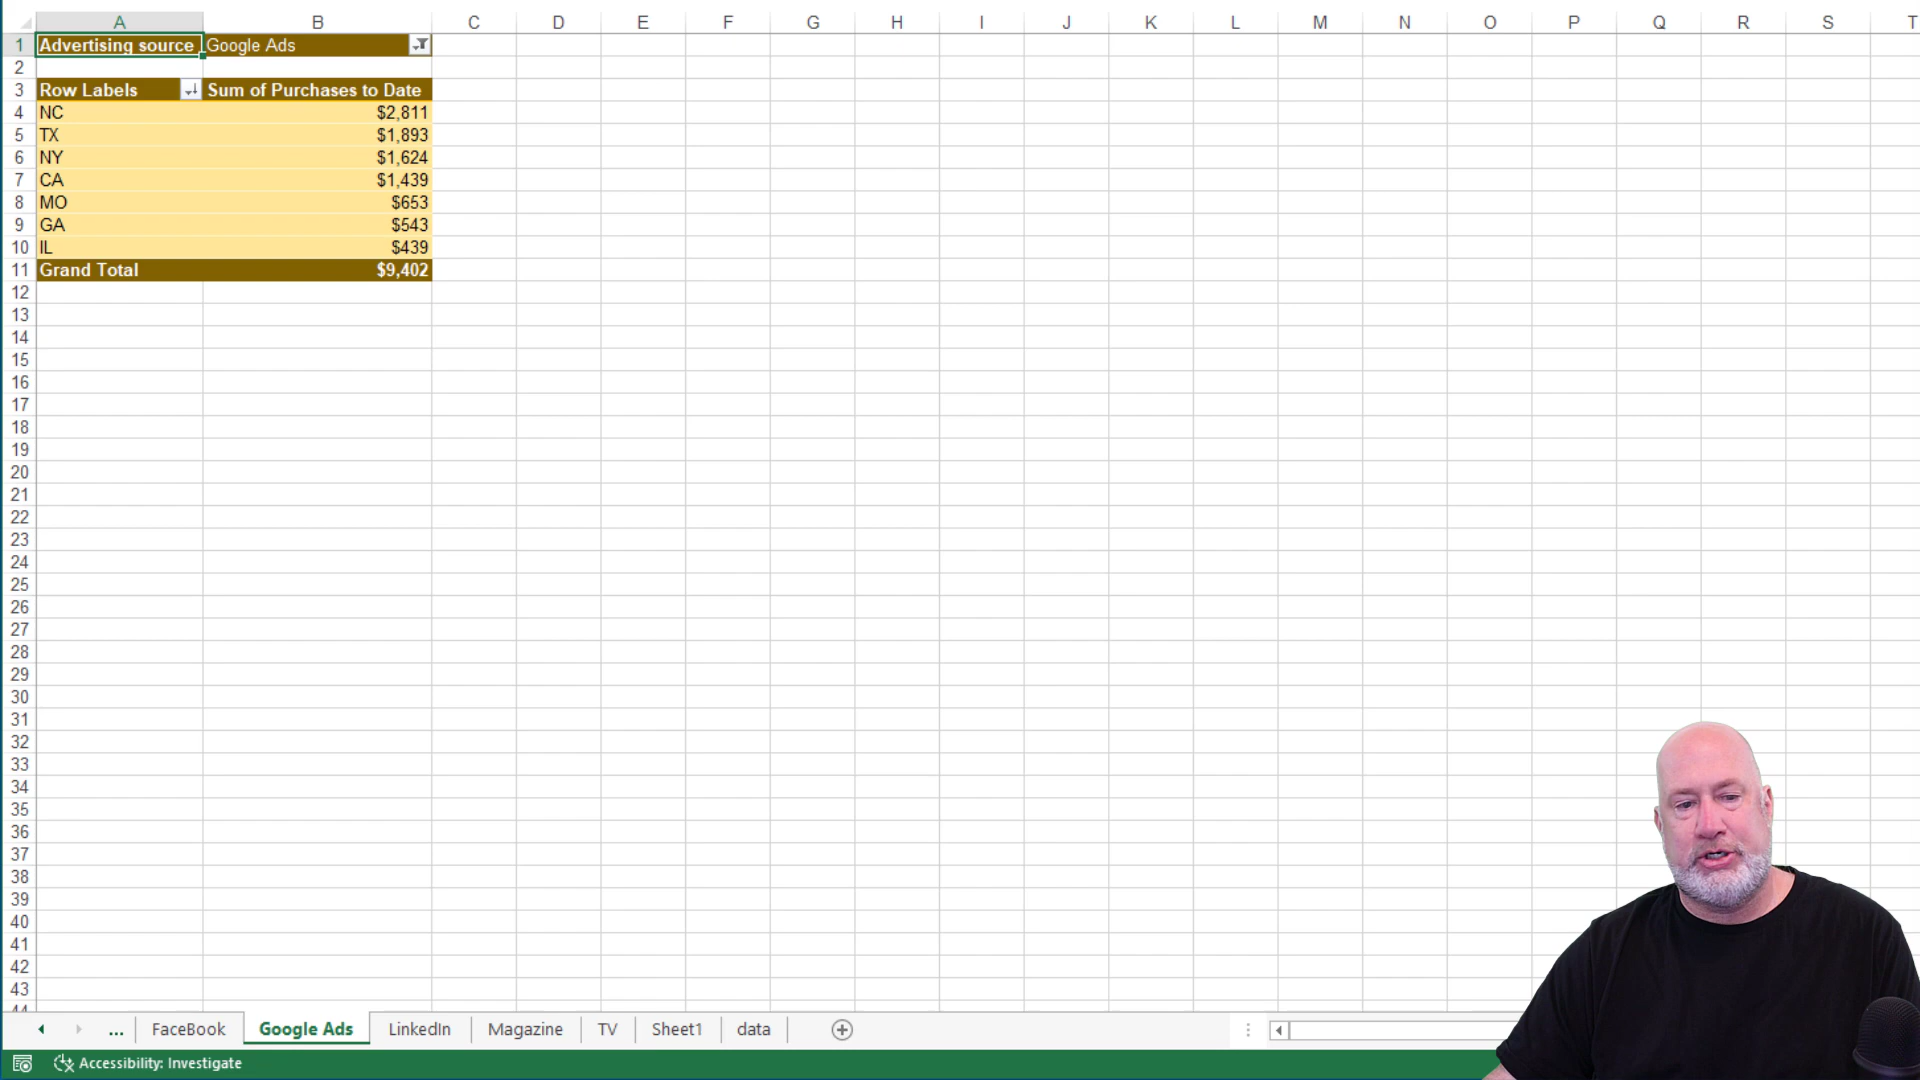 A B C D E F G H I J K L M N O P Q R S T
1 Advertising source Google Ads
2
3 Row Labels Sum of Purchases to Date
4 NC $2,811
5 TX $1,893
6 NY $1,624
7 CA $1,439
8 MO $653
9 GA $543
10 IL $439
11 Grand Total $9,402
12
13
14
15
16
17
18
19
20
21
22
23
24
25
26
27
28
29
30
31
32
33
34
35
36
37
38
39
40
41
42
43
44
... FaceBook Google Ads LinkedIn Magazine TV Sheet1 data
Accessibility: Investigate